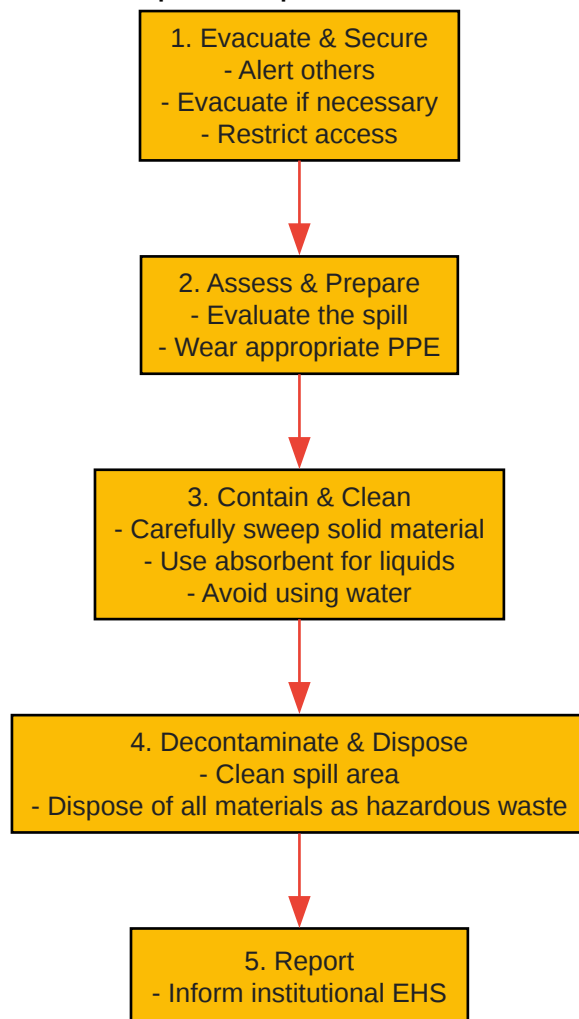 1. Evacuate & Secure
- Alert others
- Evacuate if necessary
- Restrict access
2. Assess & Prepare
- Evaluate the spill
- Wear appropriate PPE
3. Contain & Clean
- Carefully sweep solid material
- Use absorbent for liquids
- Avoid using water
4. Decontaminate & Dispose
- Clean spill area
- Dispose of all materials as hazardous waste
5. Report
- Inform institutional EHS